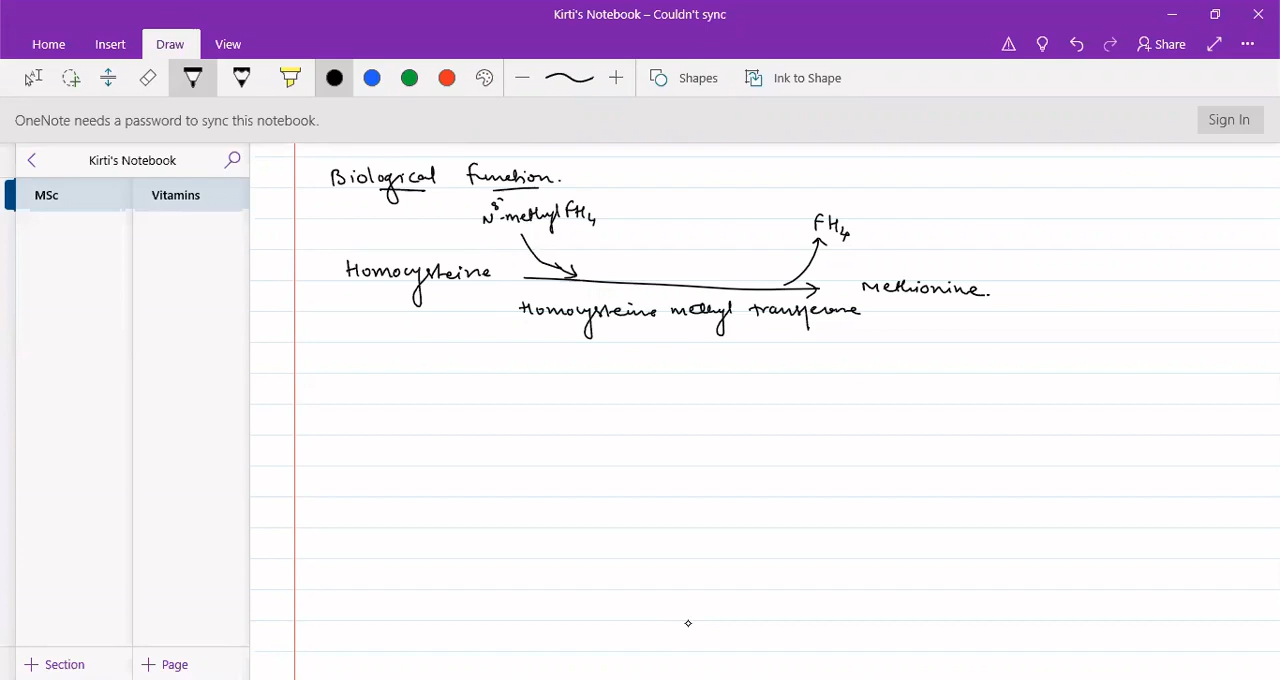 Kirti's Notebook – Couldn't sync
Home Insert Draw View
Share
Shapes Ink to Shape
OneNote needs a password to sync this notebook.
Sign In
Kirti's Notebook
MSc Vitamins
Section Page
Biological function.
-methyl FH4
FH4
Homocysteine
Methionine.
Homocysteine methyl transferase